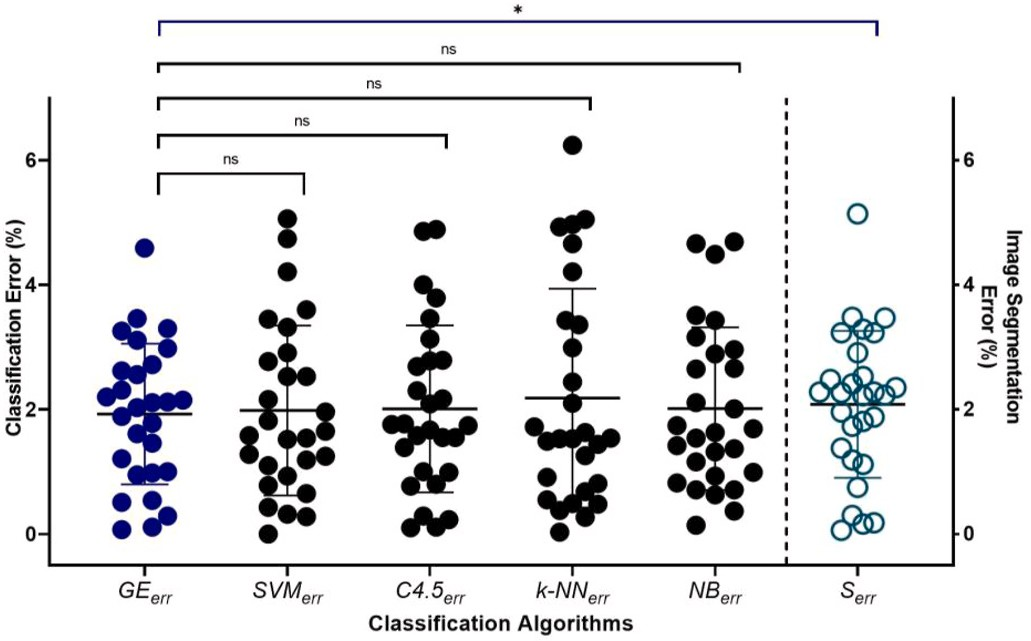 *
ns
ns
ns
ns
Classification Error (%)
6
4
2
0
6
4
2
0
Image Segmentation
Error (%)
GEerr
SVMerr
C4.5err
k-NNerr
NBerr
Serr
Classification Algorithms